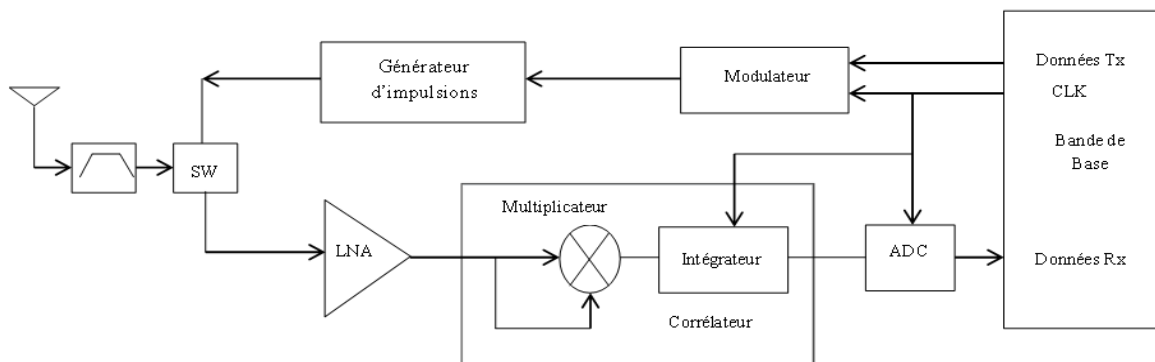 Générateur
d'impulsions
Modulateur
Données Tx
CLK
Bande de
Base
SW
Multiplicateur
LNA
Intégrateur
ADC
Données Rx
Corrélateur